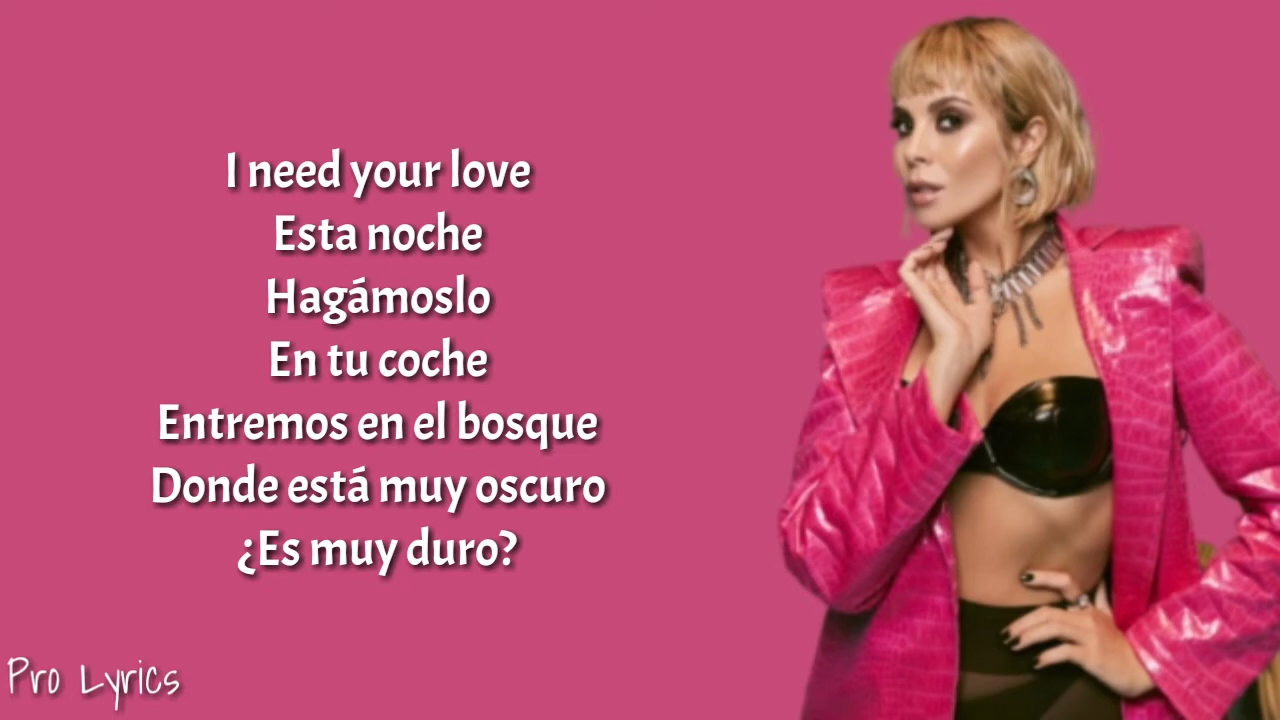 I need your love
Esta noche
Hagámoslo
En tu coche
Entremos en el bosque
Donde está muy oscuro
¿Es muy duro?
Pro Lyrics